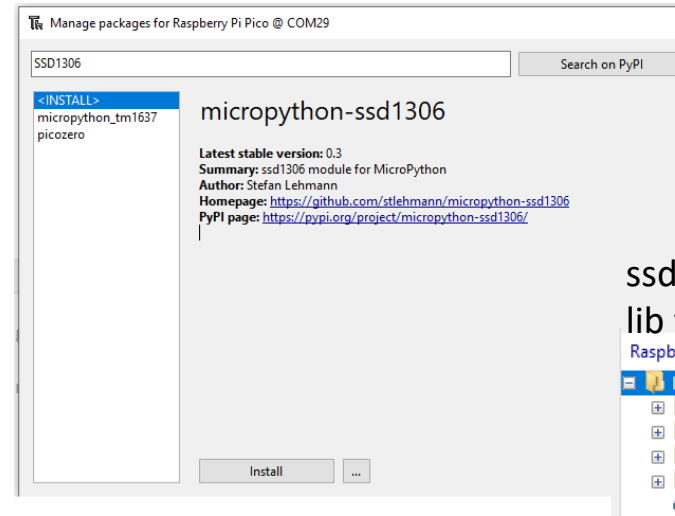 Manage packages for Raspberry Pi Pico @ COM29
SSD1306
Search on PyPI
<INSTALL>
micropython_tm1637
picozero
micropython-ssd1306
Latest stable version: 0.3
Summary: ssd1306 module for MicroPython
Author: Stefan Lehmann
Homepage: https://github.com/stlehmann/micropython-ssd1306
PyPI page: https://pypi.org/project/micropython-ssd1306/
Install
...
ssd
lib
Raspb